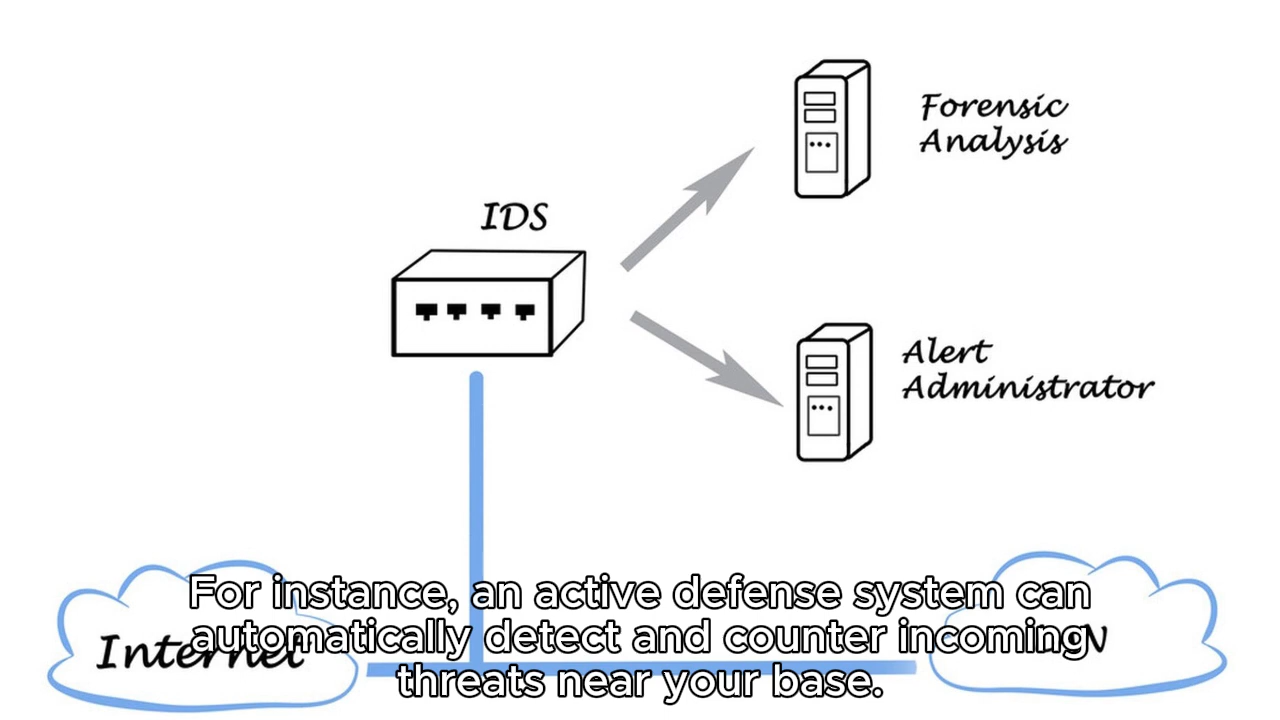 Forensic
Analysis
IDS
Alert
Administrator
Internet
For instance, an active defense system can
automatically detect and counter incoming
threats near your base.